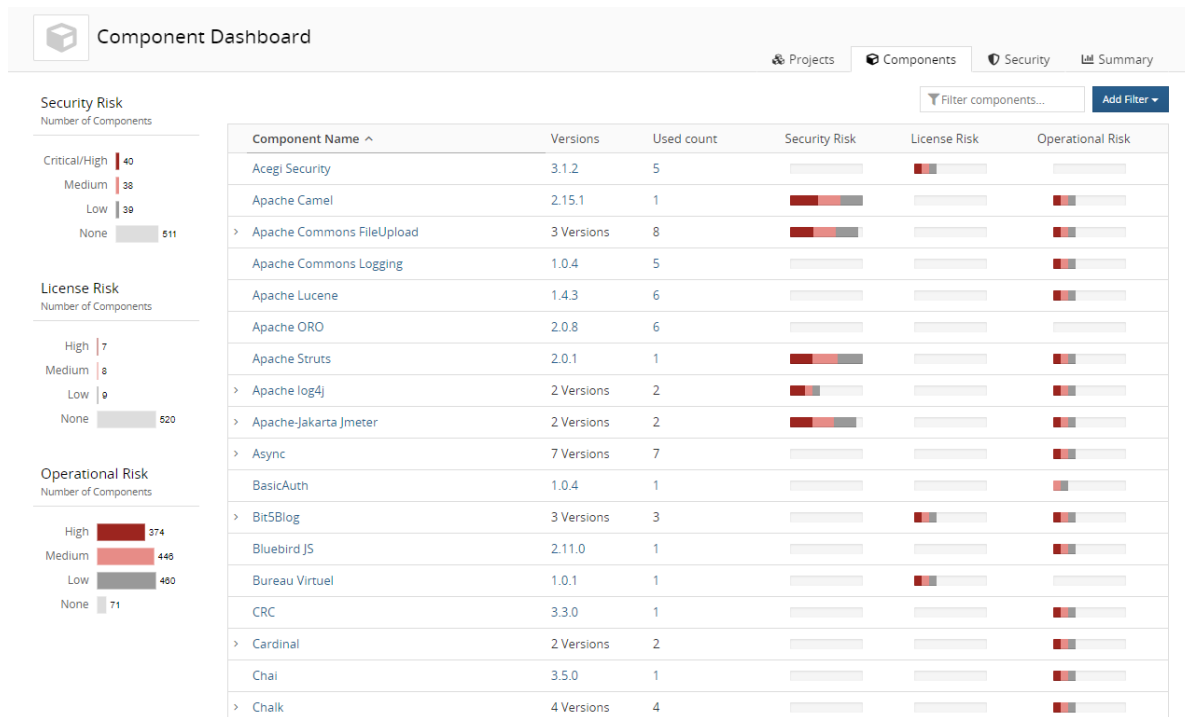 Component Dashboard
Projects Components Security Summary
Filter components... Add Filter
Security Risk
Number of Components
Critical/High 40
Medium 38
Low 39
None 511
License Risk
Number of Components
High 7
Medium 8
Low 9
None 520
Operational Risk
Number of Components
High 374
Medium 446
Low 460
None 71
Component Name Versions Used count Security Risk License Risk Operational Risk
Acegi Security 3.1.2 5
Apache Camel 2.15.1 1
Apache Commons FileUpload 3 Versions 8
Apache Commons Logging 1.0.4 5
Apache Lucene 1.4.3 6
Apache ORO 2.0.8 6
Apache Struts 2.0.1 1
Apache log4j 2 Versions 2
Apache-Jakarta Jmeter 2 Versions 2
Async 7 Versions 7
BasicAuth 1.0.4 1
Bit5Blog 3 Versions 3
Bluebird JS 2.11.0 1
Bureau Virtuel 1.0.1 1
CRC 3.3.0 1
Cardinal 2 Versions 2
Chai 3.5.0 1
Chalk 4 Versions 4